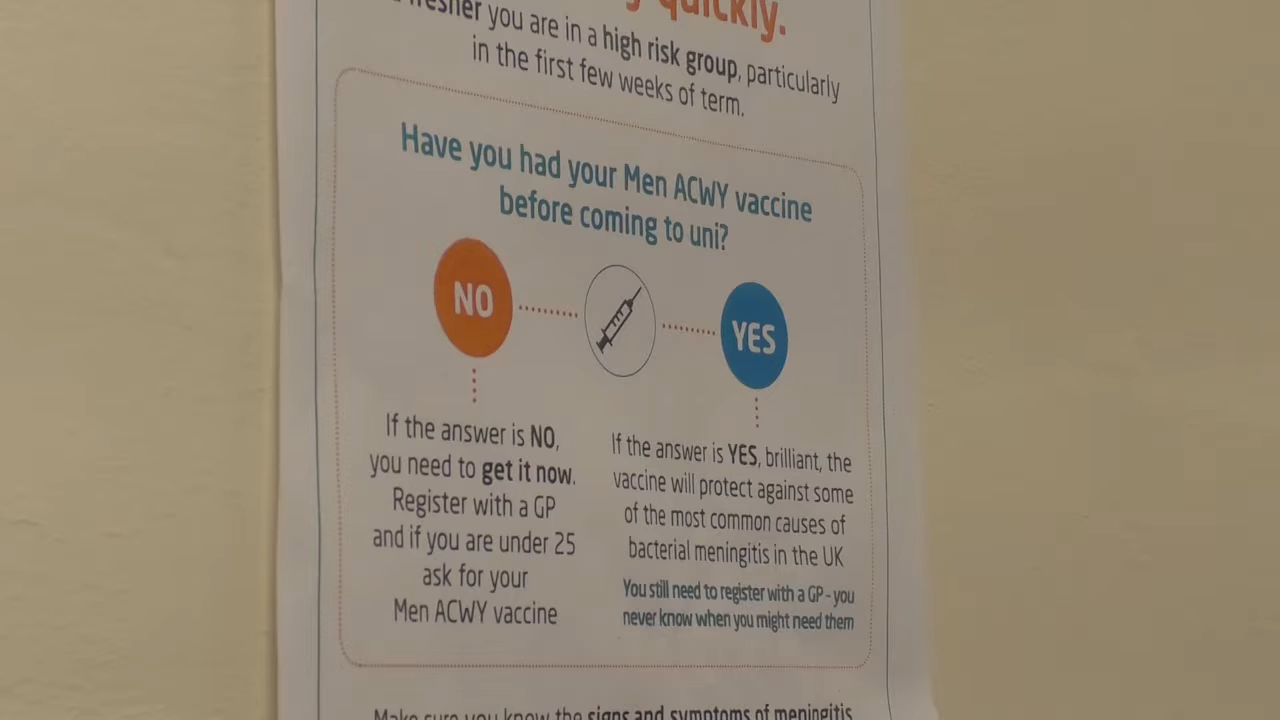 quickly.
fresher you are in a high risk group, particularly
in the first few weeks of term.
Have you had your Men ACWY vaccine
before coming to uni?
NO
YES
If the answer is NO,
you need to get it now.
Register with a GP
and if you are under 25
ask for your
Men ACWY vaccine
If the answer is YES, brilliant, the
vaccine will protect against some
of the most common causes of
bacterial meningitis in the UK
You still need to register with a GP - you
never know when you might need them
Make sure you know the signs and symptoms of meningitis